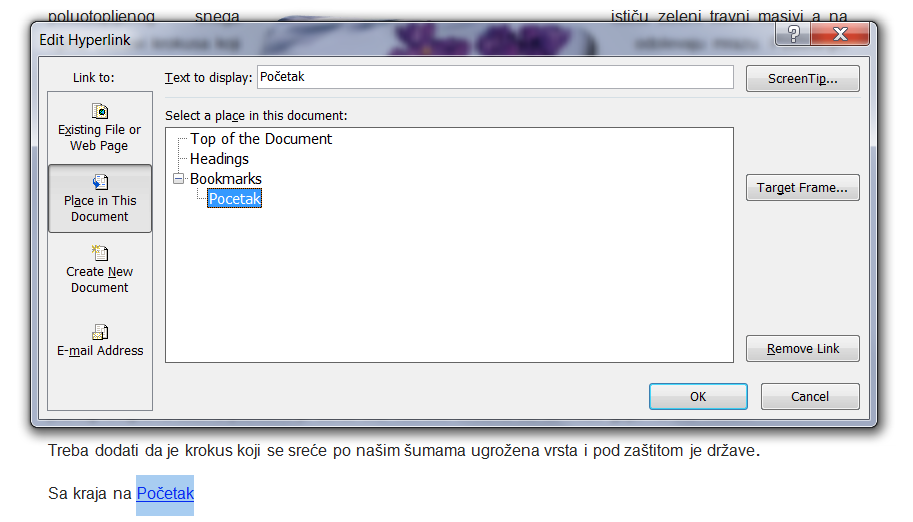 poluotopljenog snega ističu zeleni travni masivi a na
Edit Hyperlink
Link to:
Text to display: Početak
ScreenTip...
Existing File or
Web Page
Place in This
Document
Create New
Document
E-mail Address
Select a place in this document:
Top of the Document
Headings
Bookmarks
Pocetak
Target Frame...
Remove Link
OK Cancel
Treba dodati da je krokus koji se sreće po našim šumama ugrožena vrsta i pod zaštitom je države.
Sa kraja na Početak